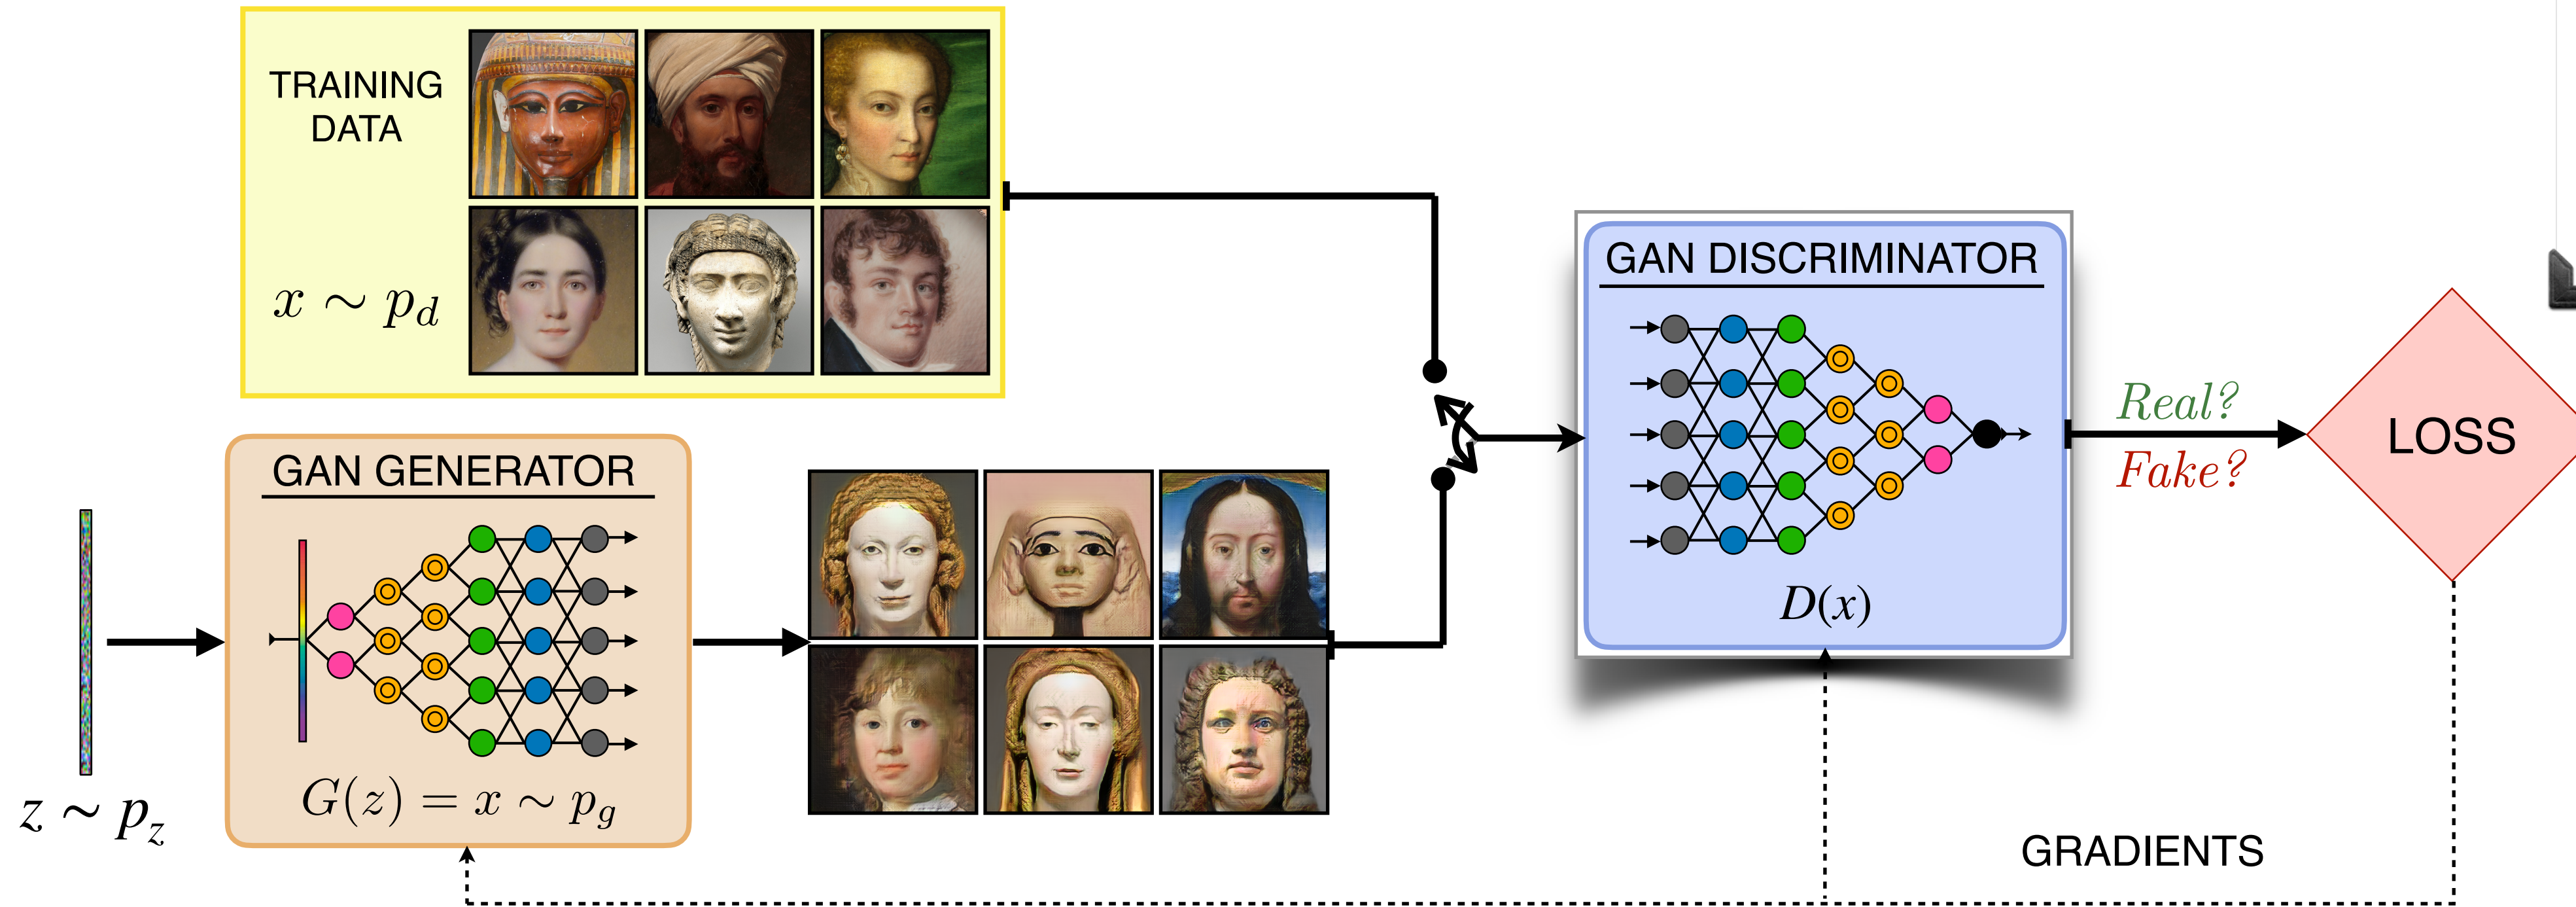 TRAINING
DATA
x ∼ p_d
GAN GENERATOR
G(z) = x ∼ p_g
z ∼ p_z
GAN DISCRIMINATOR
D(x)
Real?
Fake?
LOSS
GRADIENTS